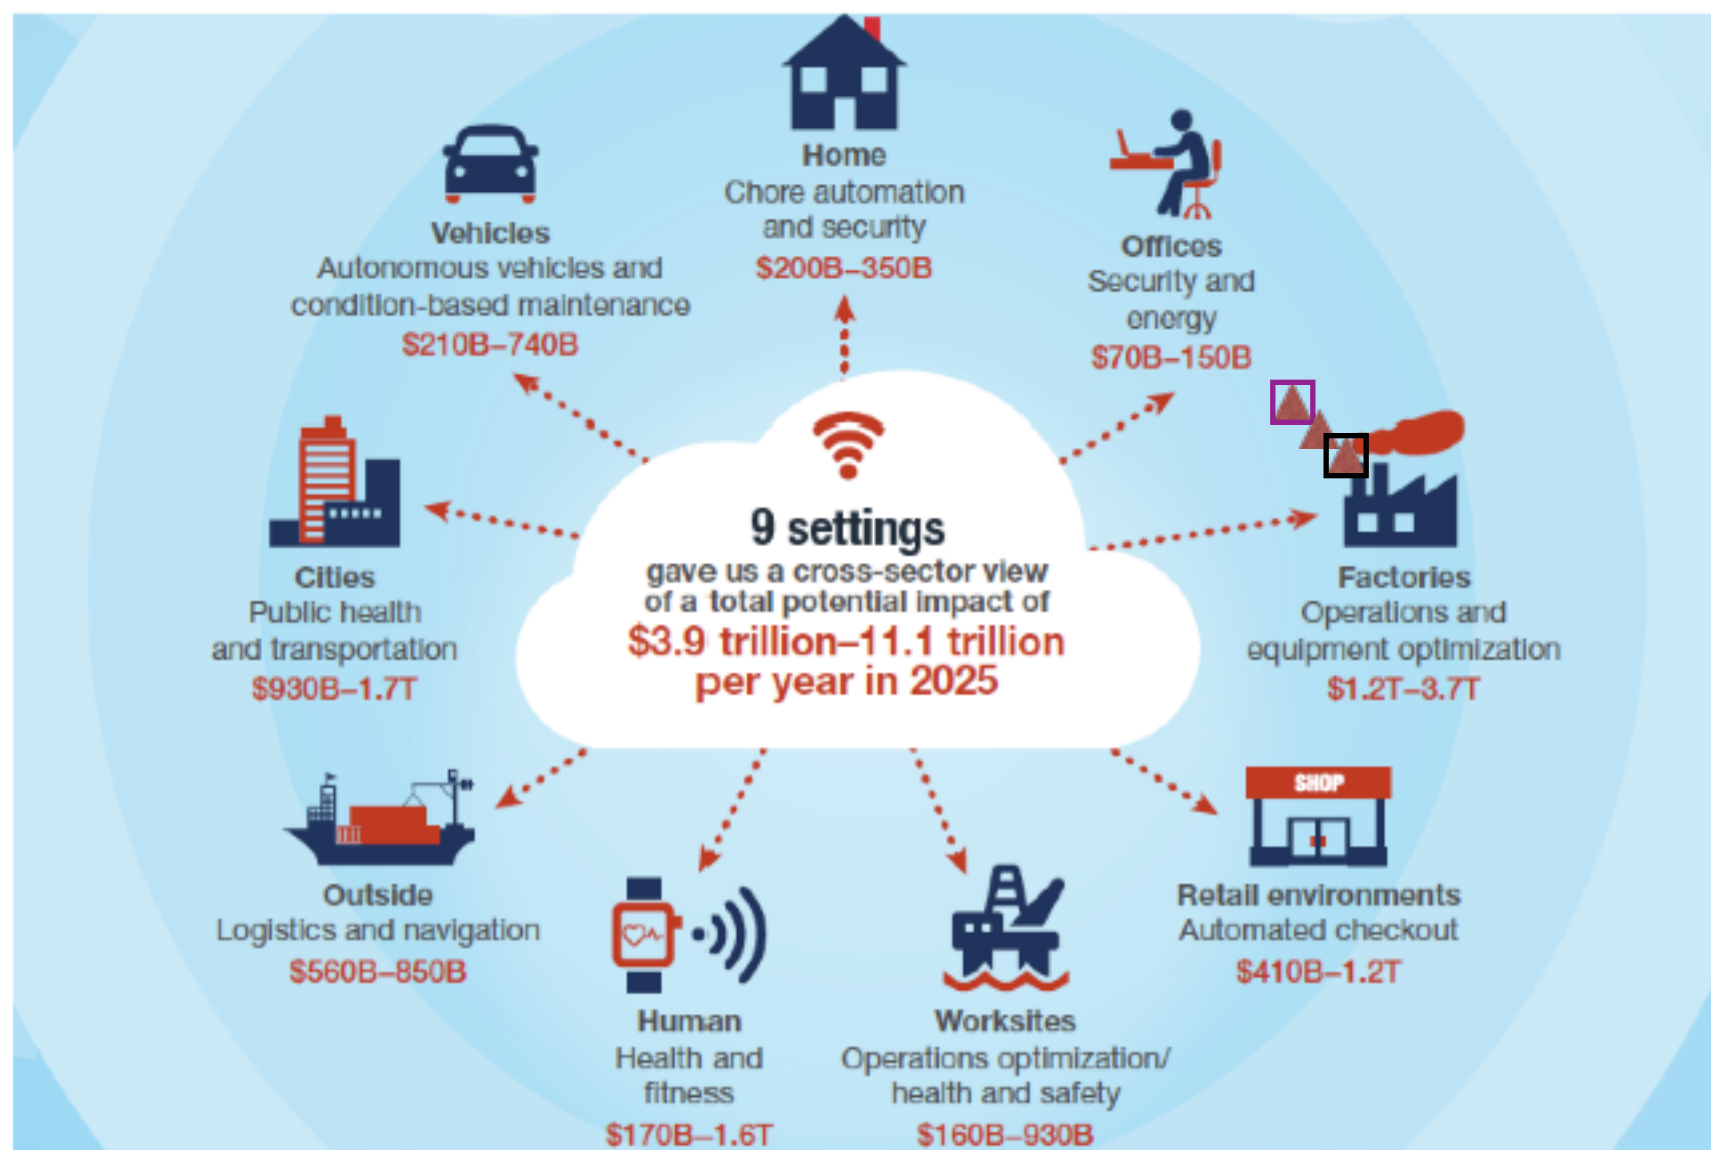 Home
Chore automation
and security
$200B–350B
Vehicles
Autonomous vehicles and
condition-based maintenance
$210B–740B
Offices
Security and
energy
$70B–150B
9 settings
gave us a cross-sector view
of a total potential impact of
$3.9 trillion–11.1 trillion
per year in 2025
Cities
Public health
and transportation
$930B–1.7T
Factories
Operations and
equipment optimization
$1.2T–3.7T
SHOP
Outside
Logistics and navigation
$560B–850B
Retail environments
Automated checkout
$410B–1.2T
Human
Health and
fitness
$170B–1.6T
Worksites
Operations optimization/
health and safety
$160B–930B